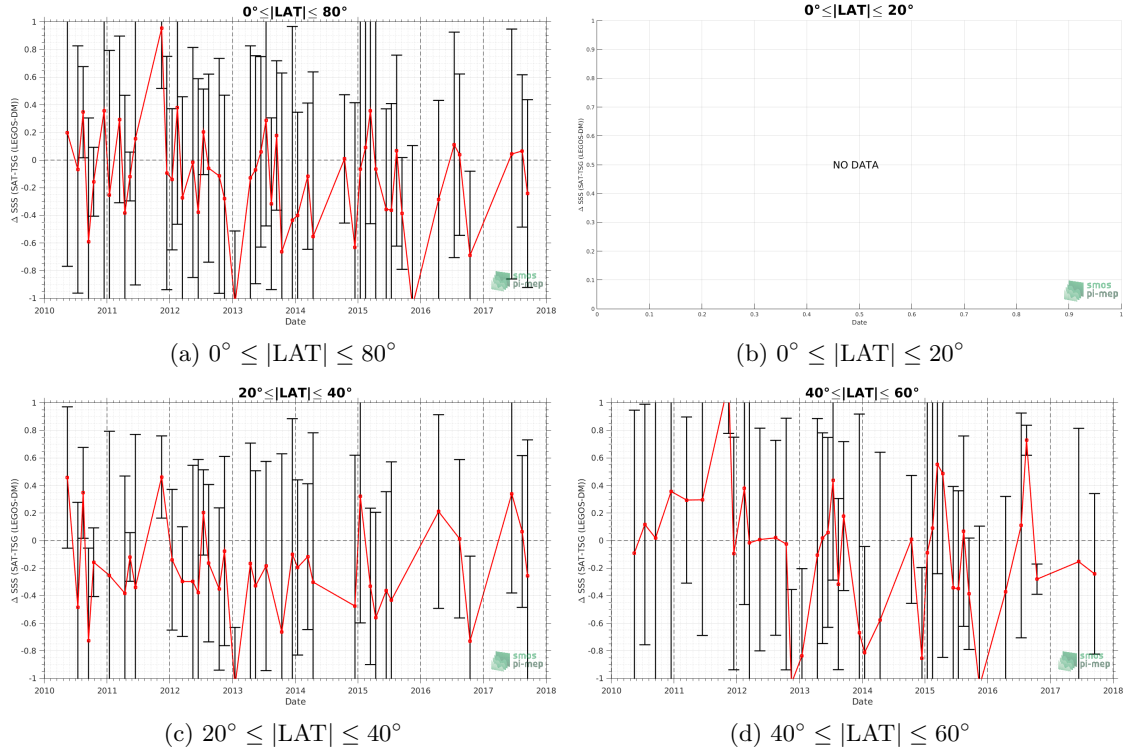 0°≤|LAT|≤ 80°
1
0.8
0.6
0.4
0.2
0
-0.2
-0.4
-0.6
-0.8
-1
Δ SSS (SAT-TSG (LEGOS-DM))
2010 2011 2012 2013 2014 2015 2016 2017 2018
Date
smos
pi-mep
(a) 0° ≤ |LAT| ≤ 80°
0°≤|LAT|≤ 20°
1
0.9
0.8
0.7
0.6
0.5
0.4
0.3
0.2
0.1
0
Δ SSS (SAT-TSG (LEGOS-DM))
NO DATA
0 0.1 0.2 0.3 0.4 0.5 0.6 0.7 0.8 0.9 1
Date
smos
pi-mep
(b) 0° ≤ |LAT| ≤ 20°
20°≤|LAT|≤ 40°
1
0.8
0.6
0.4
0.2
0
-0.2
-0.4
-0.6
-0.8
-1
Δ SSS (SAT-TSG (LEGOS-DM))
2010 2011 2012 2013 2014 2015 2016 2017 2018
Date
smos
pi-mep
(c) 20° ≤ |LAT| ≤ 40°
40°≤|LAT|≤ 60°
1
0.8
0.6
0.4
0.2
0
-0.2
-0.4
-0.6
-0.8
-1
Δ SSS (SAT-TSG (LEGOS-DM))
2010 2011 2012 2013 2014 2015 2016 2017 2018
Date
smos
pi-mep
(d) 40° ≤ |LAT| ≤ 60°